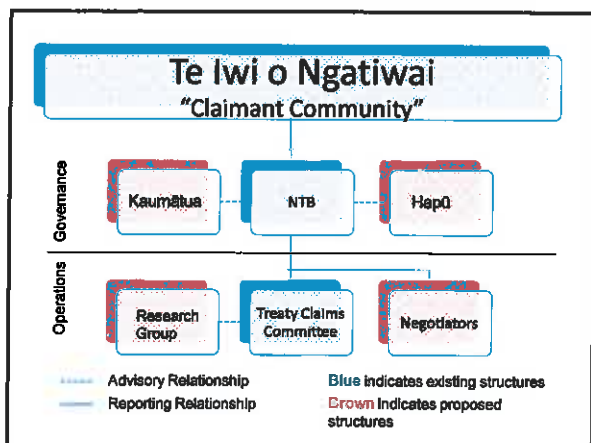 Te Iwi o Ngatiwai
"Claimant Community"
Governance
Kaumātua
NTB
Hapū
Operations
Research
Group
Treaty Claims
Committee
Negotiators
Advisory Relationship
Reporting Relationship
Blue indicates existing structures
Brown indicates proposed
structures